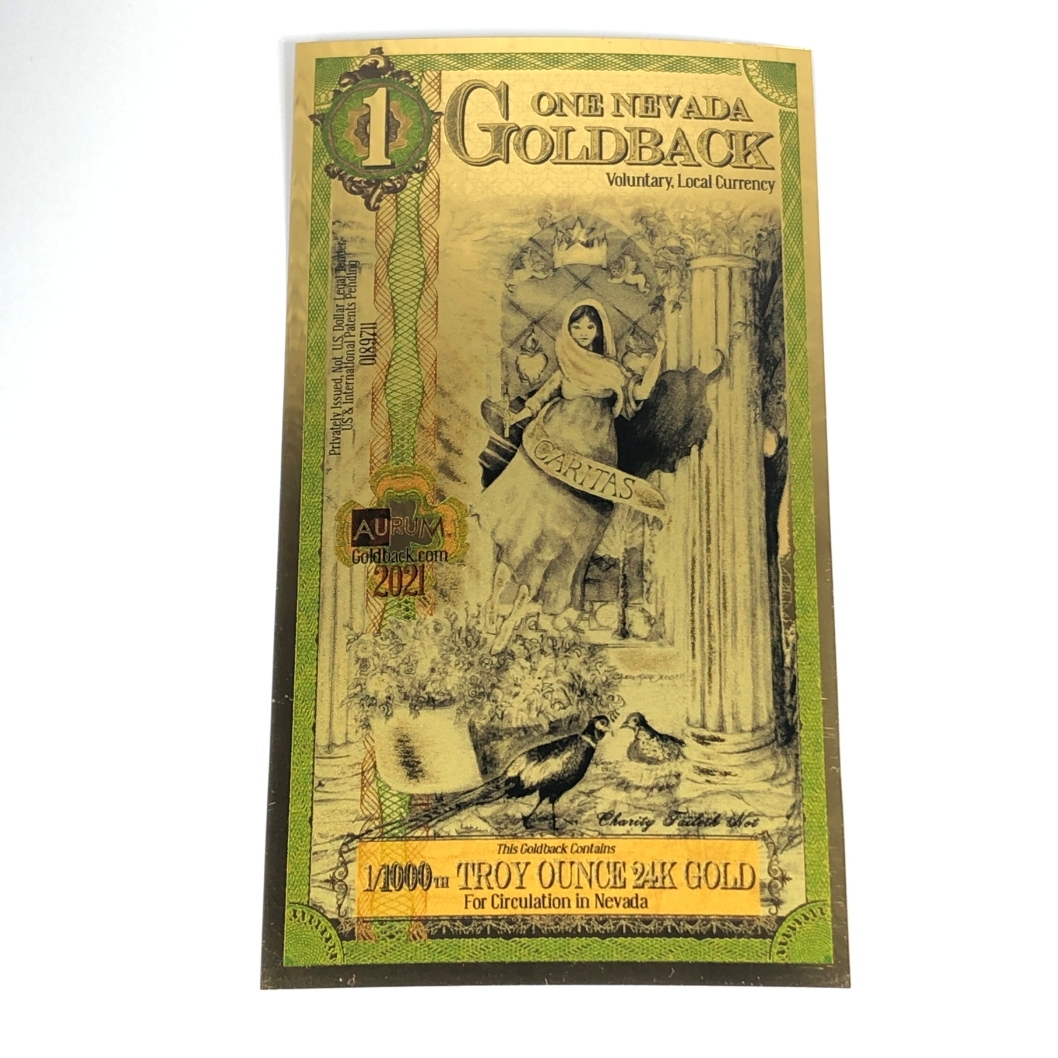 1
ONE NEVADA
GOLDBACK
Voluntary, Local Currency
Privately Issued, Not U.S. Dollar Legal Tender,
US & International Patents Pending
0189711
CARITAS
AURUM
Goldback.com
2021
Charity Faileth Not
This Goldback Contains
1/1000TH TROY OUNCE 24K GOLD
For Circulation in Nevada